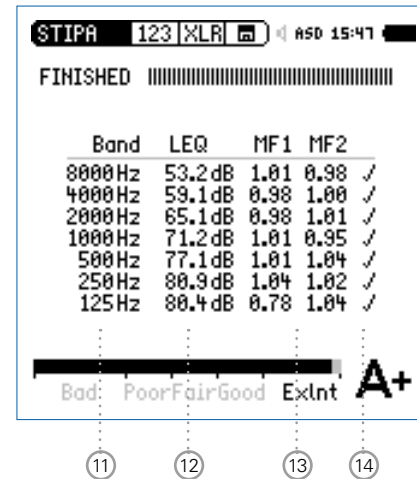 STIPA 123 XLR ASD 15:47
FINISHED
Band LEQ MF1 MF2
8000Hz 53.2dB 1.01 0.98 ✓
4000Hz 59.1dB 0.98 1.00 ✓
2000Hz 65.1dB 0.98 1.01 ✓
1000Hz 71.2dB 1.01 0.95 ✓
500Hz 77.1dB 1.01 1.04 ✓
250Hz 80.9dB 1.04 1.02 ✓
125Hz 80.4dB 0.78 1.04 ✓
Bad Poor Fair Good Exlnt A+
11 12 13 14